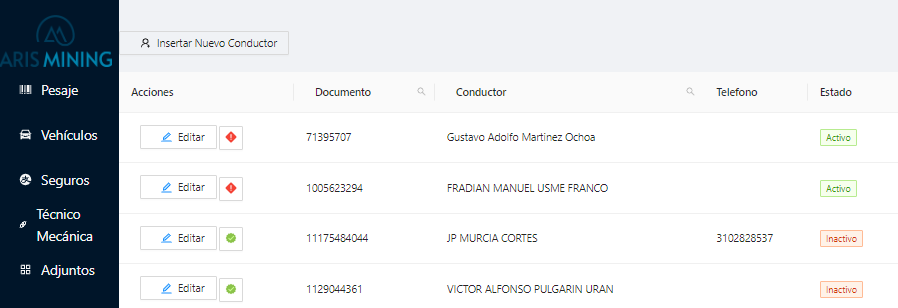 ARIS MINING
Insertar Nuevo Conductor
Pesaje
Vehículos
Seguros
Técnico
Mecánica
Adjuntos
Acciones Documento Conductor Telefono Estado
Editar 71395707 Gustavo Adolfo Martinez Ochoa Activo
Editar 1005623294 FRADIAN MANUEL USME FRANCO Activo
Editar 11175484044 JP MURCIA CORTES 3102828537 Inactivo
Editar 1129044361 VICTOR ALFONSO PULGARIN URAN Inactivo